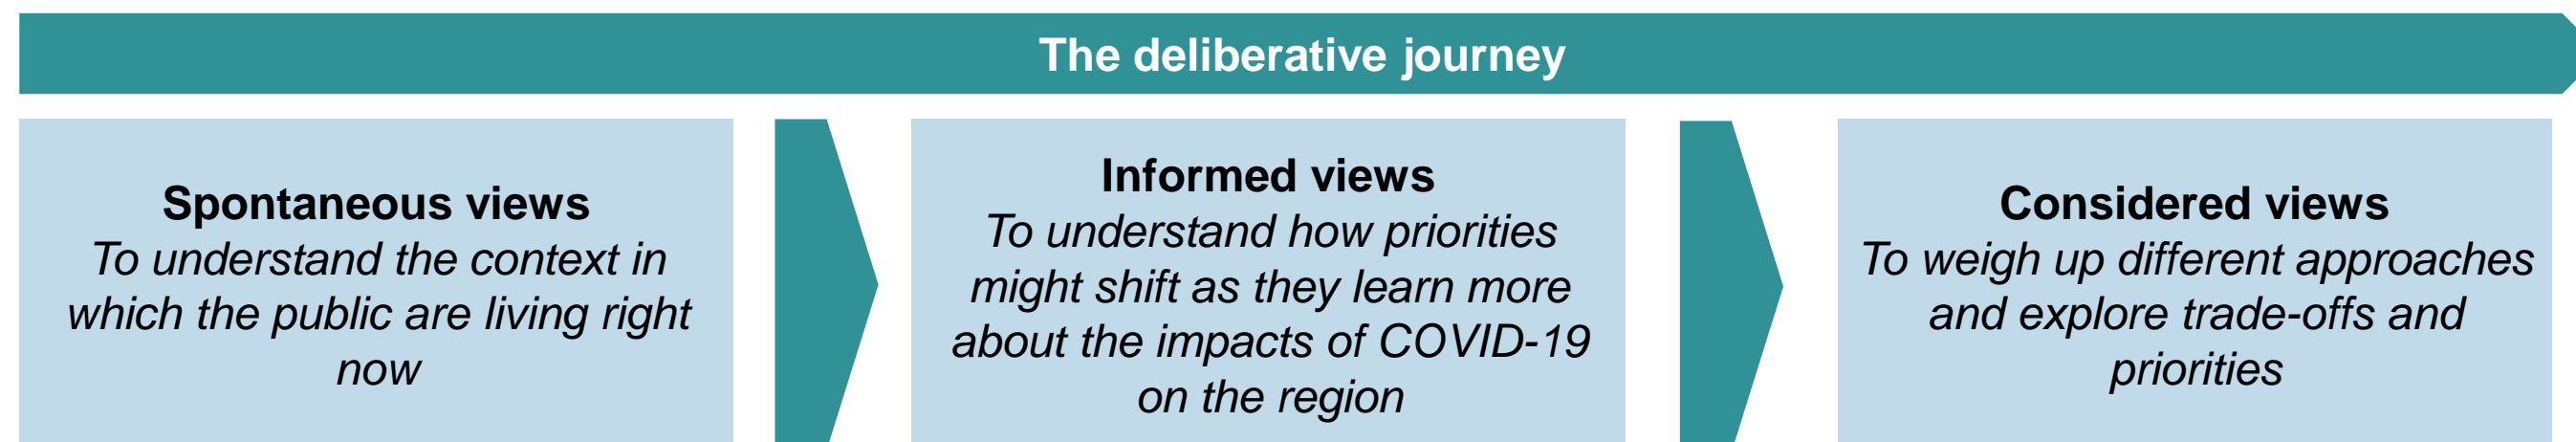 The deliberative journey
Spontaneous views
To understand the context in
which the public are living right
now
Informed views
To understand how priorities
might shift as they learn more
about the impacts of COVID-19
on the region
Considered views
To weigh up different approaches
and explore trade-offs and
priorities